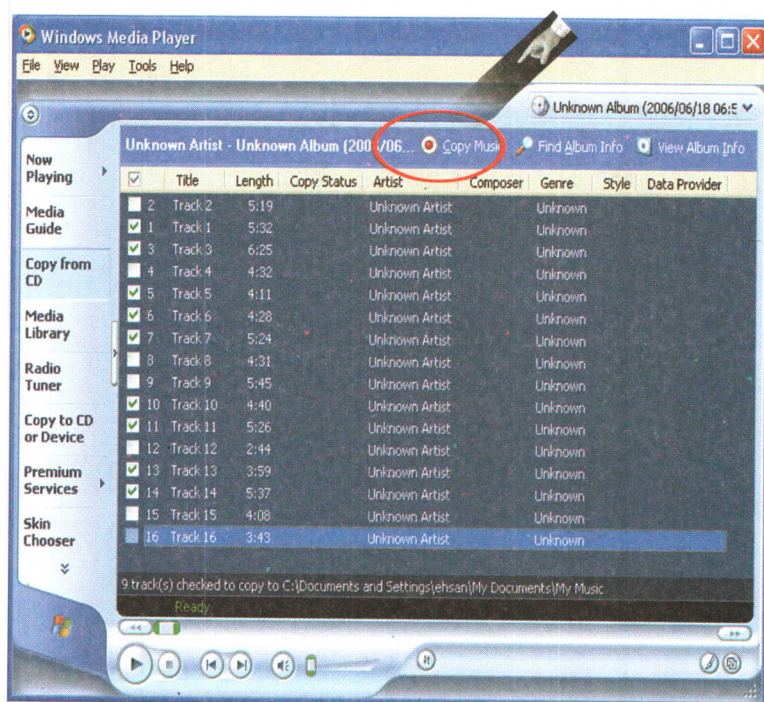 Windows Media Player
File View Play Tools Help
Unknown Album (2006/06/18 06:5
Unknown Artist - Unknown Album (2006/06... Copy Music Find Album Info View Album Info
Now Playing
Media Guide
Copy from CD
Media Library
Radio Tuner
Copy to CD or Device
Premium Services
Skin Chooser
Title Length Copy Status Artist Composer Genre Style Data Provider
2 Track 2 5:19 Unknown Artist Unknown
1 Track 1 5:32 Unknown Artist Unknown
3 Track 3 6:25 Unknown Artist Unknown
4 Track 4 4:32 Unknown Artist Unknown
5 Track 5 4:11 Unknown Artist Unknown
6 Track 6 4:28 Unknown Artist Unknown
7 Track 7 5:24 Unknown Artist Unknown
8 Track 8 4:31 Unknown Artist Unknown
9 Track 9 5:45 Unknown Artist Unknown
10 Track 10 4:40 Unknown Artist Unknown
11 Track 11 5:26 Unknown Artist Unknown
12 Track 12 2:44 Unknown Artist Unknown
13 Track 13 3:59 Unknown Artist Unknown
14 Track 14 5:37 Unknown Artist Unknown
15 Track 15 4:08 Unknown Artist Unknown
16 Track 16 3:43 Unknown Artist Unknown
9 track(s) checked to copy to C:\Documents and Settings\ehsan\My Documents\My Music
Ready